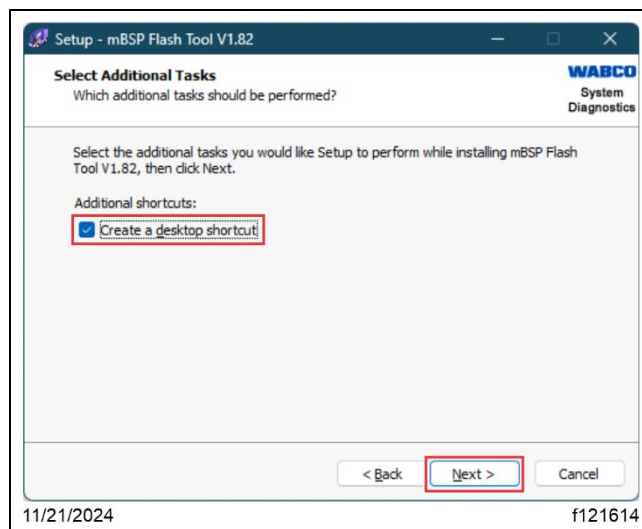 Setup - mBSP Flash Tool V1.82
Select Additional Tasks
Which additional tasks should be performed?
WABCO
System
Diagnostics
Select the additional tasks you would like Setup to perform while installing mBSP Flash
Tool V1.82, then click Next.
Additional shortcuts:
Create a desktop shortcut
< Back
Next >
Cancel
11/21/2024
f121614